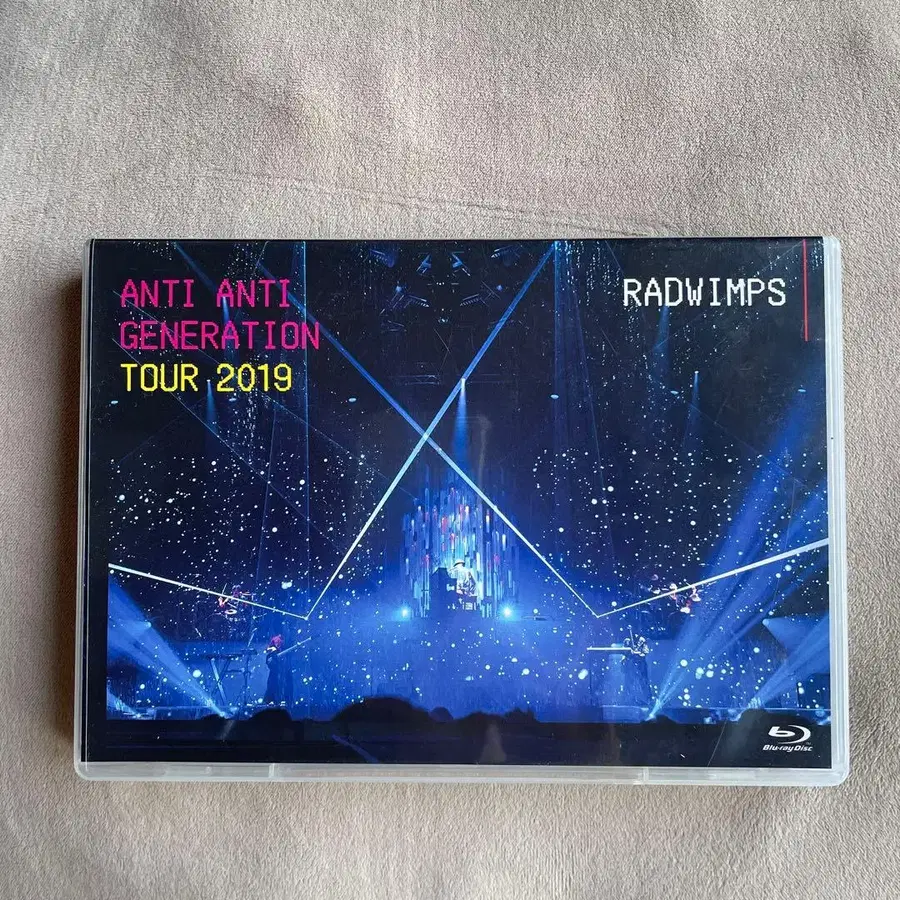 ANTI ANTI
GENERATION
TOUR 2019
RADWIMPS
Blu-ray Disc